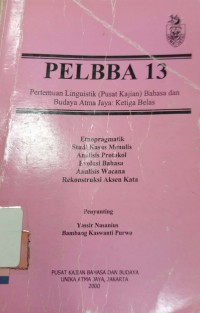 PELBBA 13
Pertemuan Linguistik (Pusat Kajian) Bahasa dan
Budaya Atma Jaya: Ketiga Belas
Etnopragmatik
Studi Kasus Menulis
Analisis Protokol
Evolusi Bahasa
Analisis Wacana
Rekonstruksi Aksen Kata
Penyunting
Yassir Nasanius
Bambang Kaswanti Purwo
PUSAT KAJIAN BAHASA DAN BUDAYA
UNIKA ATMA JAYA, JAKARTA
2000